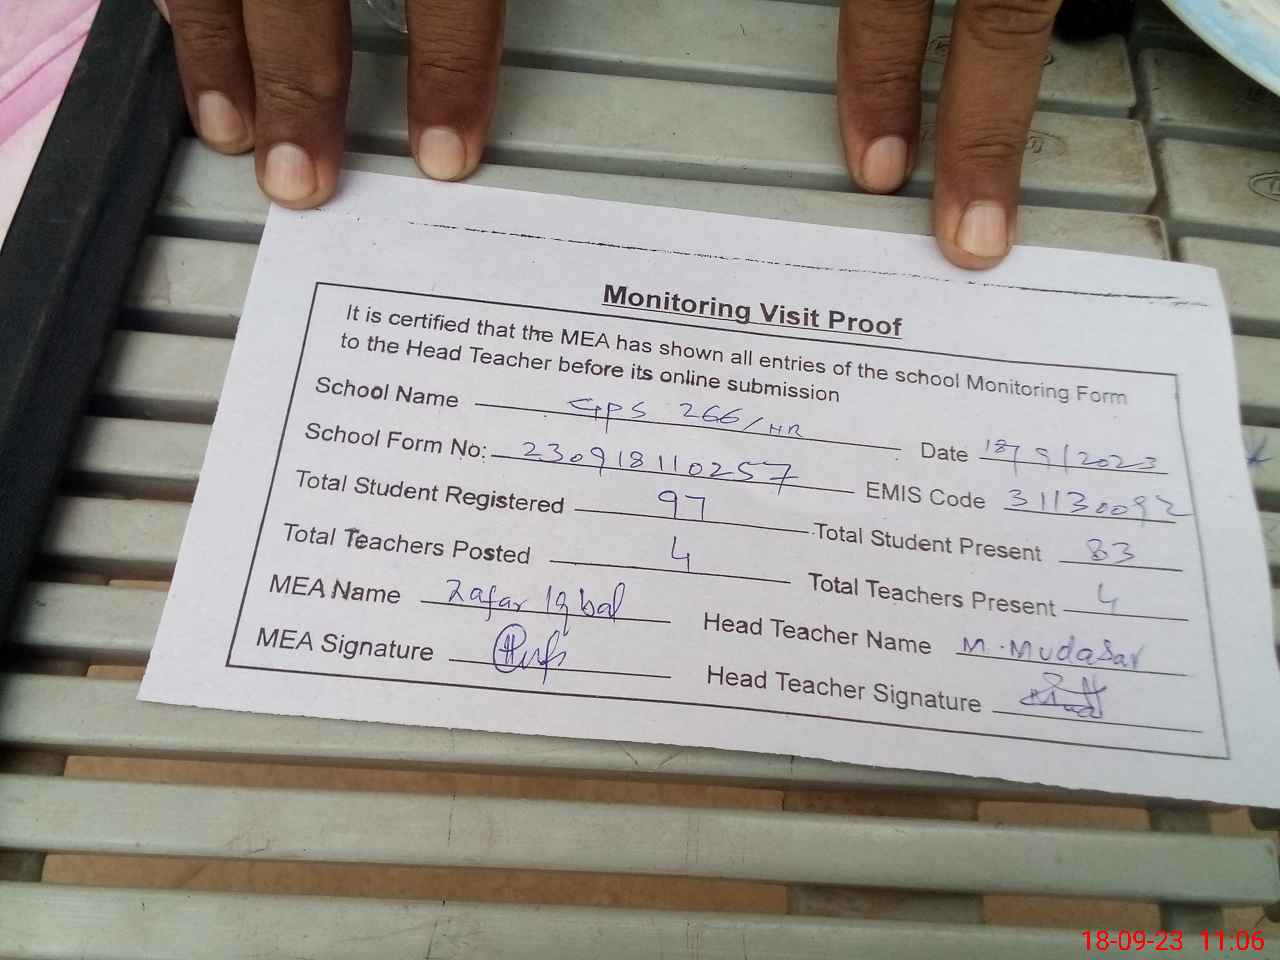 Monitoring Visit Proof
It is certified that the MEA has shown all entries of the school Monitoring Form
to the Head Teacher before its online submission
School Name GPS 266/HR
Date 18/9/2023
School Form No: 230918110257
EMIS Code 31130092
Total Student Registered 97
Total Student Present 83
Total Teachers Posted 4
Total Teachers Present 4
MEA Name Zafar Iqbal
Head Teacher Name M. Mudasar
MEA Signature
Head Teacher Signature
18-09-23 11:06